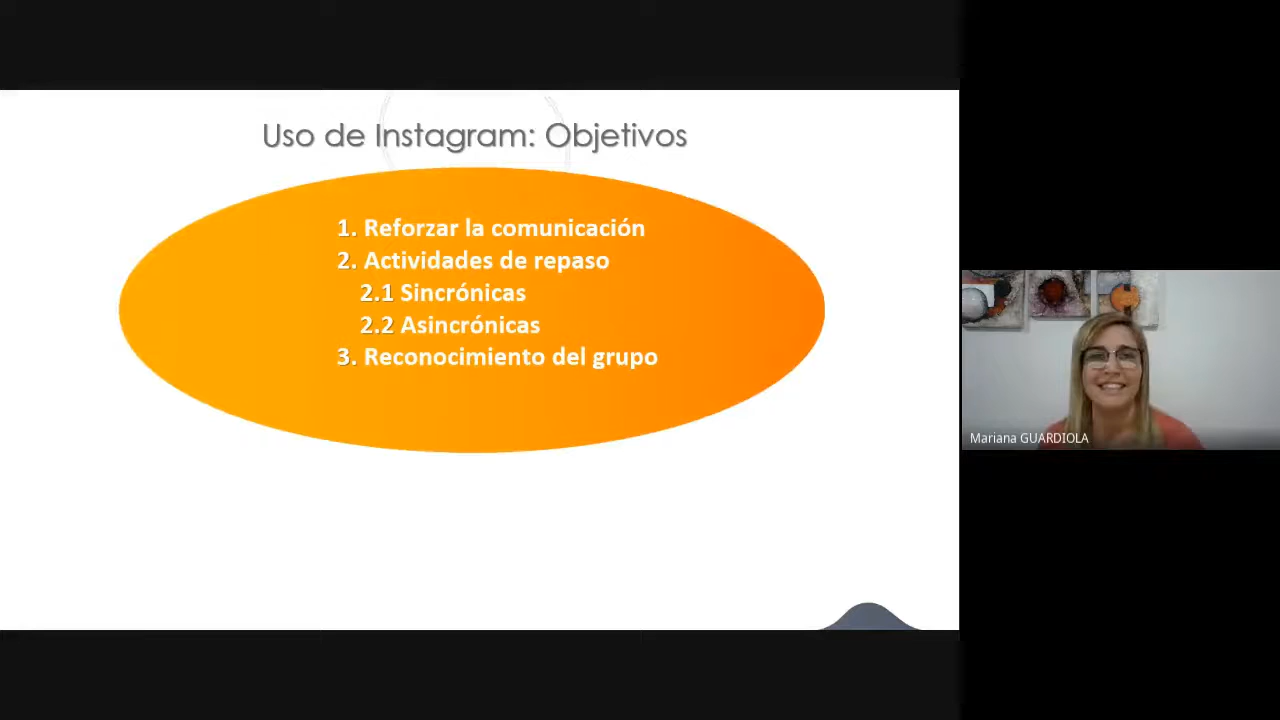 Uso de Instagram: Objetivos
1. Reforzar la comunicación
2. Actividades de repaso
2.1 Sincrónicas
2.2 Asincrónicas
3. Reconocimiento del grupo
Mariana GUARDIOLA